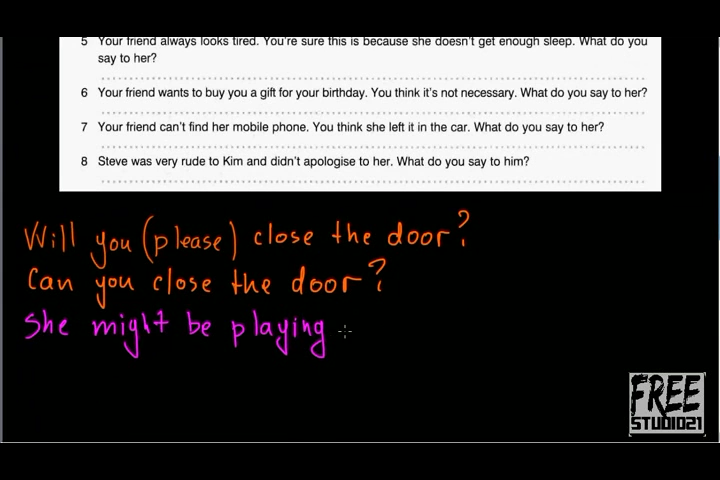 5 Your friend always looks tired. You're sure this is because she doesn't get enough sleep. What do you
say to her?
6 Your friend wants to buy you a gift for your birthday. You think it's not necessary. What do you say to her?
7 Your friend can't find her mobile phone. You think she left it in the car. What do you say to her?
8 Steve was very rude to Kim and didn't apologise to her. What do you say to him?
Will you (please) close the door?
Can you close the door?
She might be playing
FREE
STUDIO21